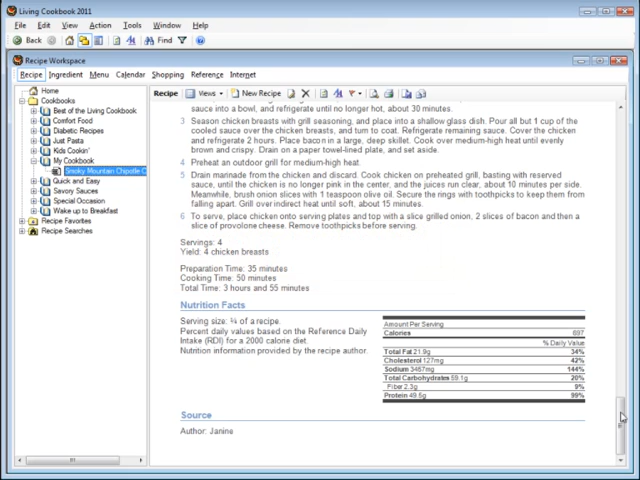 Living Cookbook 2011
File Edit View Action Tools Window Help
Back Find
Recipe Workspace
Recipe Ingredient Menu Calendar Shopping Reference Internet
Home
Cookbooks
Best of the Living Cookbook
Comfort Food
Diabetic Recipes
Just Pasta
Kids Cookin'
My Cookbook
Smoky Mountain Chipotle C
Quick and Easy
Savory Sauces
Special Occasion
Wake up to Breakfast
Recipe Favorites
Recipe Searches
Recipe Views New Recipe
sauce into a bowl, and refrigerate until no longer hot, about 30 minutes.
3 Season chicken breasts with grill seasoning, and place into a shallow glass dish. Pour all but 1 cup of the
cooled sauce over the chicken breasts, and turn to coat. Refrigerate remaining sauce. Cover the chicken
and refrigerate 2 hours. Place bacon in a large, deep skillet. Cook over medium-high heat until evenly
brown and crispy. Drain on a paper towel-lined plate, and set aside.
4 Preheat an outdoor grill for medium-high heat.
5 Drain marinade from the chicken and discard. Cook chicken on preheated grill, basting with reserved
sauce, until the chicken is no longer pink in the center, and the juices run clear, about 10 minutes per side.
Meanwhile, brush onion slices with 1 teaspoon olive oil. Secure the rings with toothpicks to keep them from
falling apart. Grill over indirect heat until soft, about 15 minutes.
6 To serve, place chicken onto serving plates and top with a slice grilled onion, 2 slices of bacon and then a
slice of provolone cheese. Remove toothpicks before serving.
Servings: 4
Yield: 4 chicken breasts
Preparation Time: 35 minutes
Cooking Time: 50 minutes
Total Time: 3 hours and 55 minutes
Nutrition Facts
Serving size: ¼ of a recipe.
Percent daily values based on the Reference Daily
Intake (RDI) for a 2000 calorie diet.
Nutrition information provided by the recipe author.
Amount Per Serving
Calories 697
% Daily Value
Total Fat 21.9g 34%
Cholesterol 127mg 42%
Sodium 3467mg 144%
Total Carbohydrates 59.1g 20%
Fiber 2.3g 9%
Protein 49.5g 99%
Source
Author: Janine